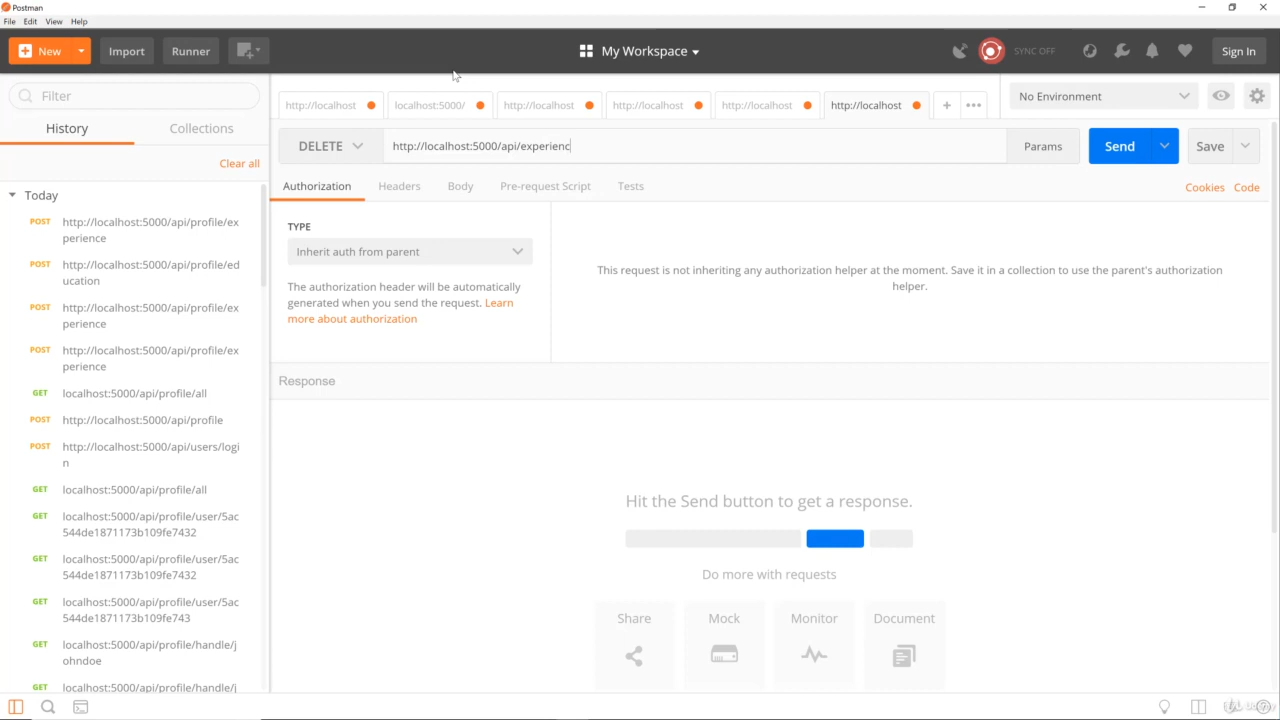 Postman
File Edit View Help
New Import Runner My Workspace SYNC OFF Sign In
Filter
History Collections
Clear all
Today
POST http://localhost:5000/api/profile/ex
perience
POST http://localhost:5000/api/profile/ed
ucation
POST http://localhost:5000/api/profile/ex
perience
POST http://localhost:5000/api/profile/ex
perience
GET localhost:5000/api/profile/all
POST http://localhost:5000/api/profile
POST http://localhost:5000/api/users/logi
n
GET localhost:5000/api/profile/all
GET localhost:5000/api/profile/user/5ac
544de1871173b109fe7432
GET localhost:5000/api/profile/user/5ac
544de1871173b109fe7432
GET localhost:5000/api/profile/user/5ac
544de1871173b109fe743
GET localhost:5000/api/profile/handle/j
ohndoe
GET localhost:5000/api/profile/handle/j
http://localhost localhost:5000/ http://localhost http://localhost http://localhost http://localhost + •••
No Environment
DELETE http://localhost:5000/api/experienc Params Send Save
Authorization Headers Body Pre-request Script Tests Cookies Code
TYPE
Inherit auth from parent
The authorization header will be automatically
generated when you send the request. Learn
more about authorization
This request is not inheriting any authorization helper at the moment. Save it in a collection to use the parent's authorization
helper.
Response
Hit the Send button to get a response.
Do more with requests
Share Mock Monitor Document